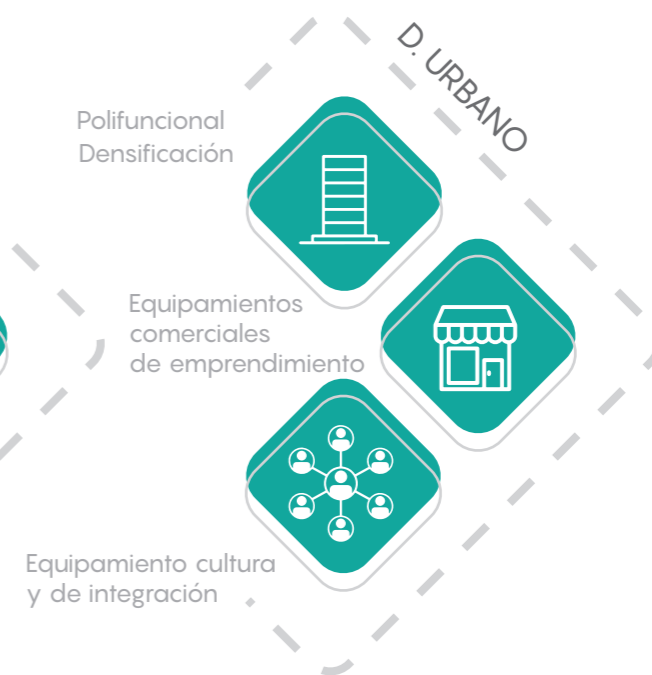 D. URBANO
Polifuncional
Densificación
Equipamientos
comerciales
de emprendimiento
Equipamiento cultura
y de integración